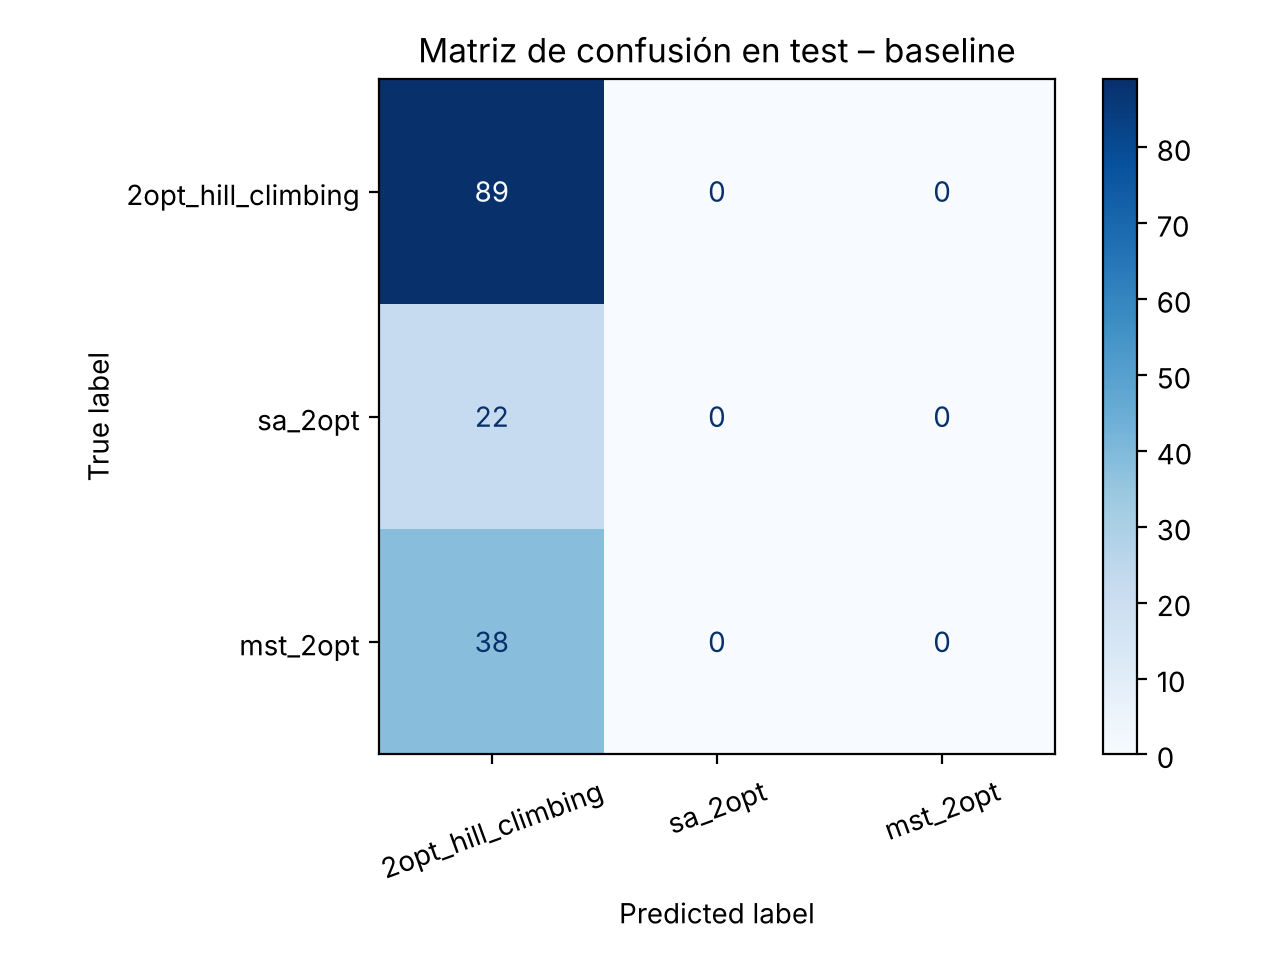 Matriz de confusión en test – baseline
2opt_hill_climbing
89
0
0
sa_2opt
22
0
0
mst_2opt
38
0
0
True label
2opt_hill_climbing
sa_2opt
mst_2opt
Predicted label
80
70
60
50
40
30
20
10
0